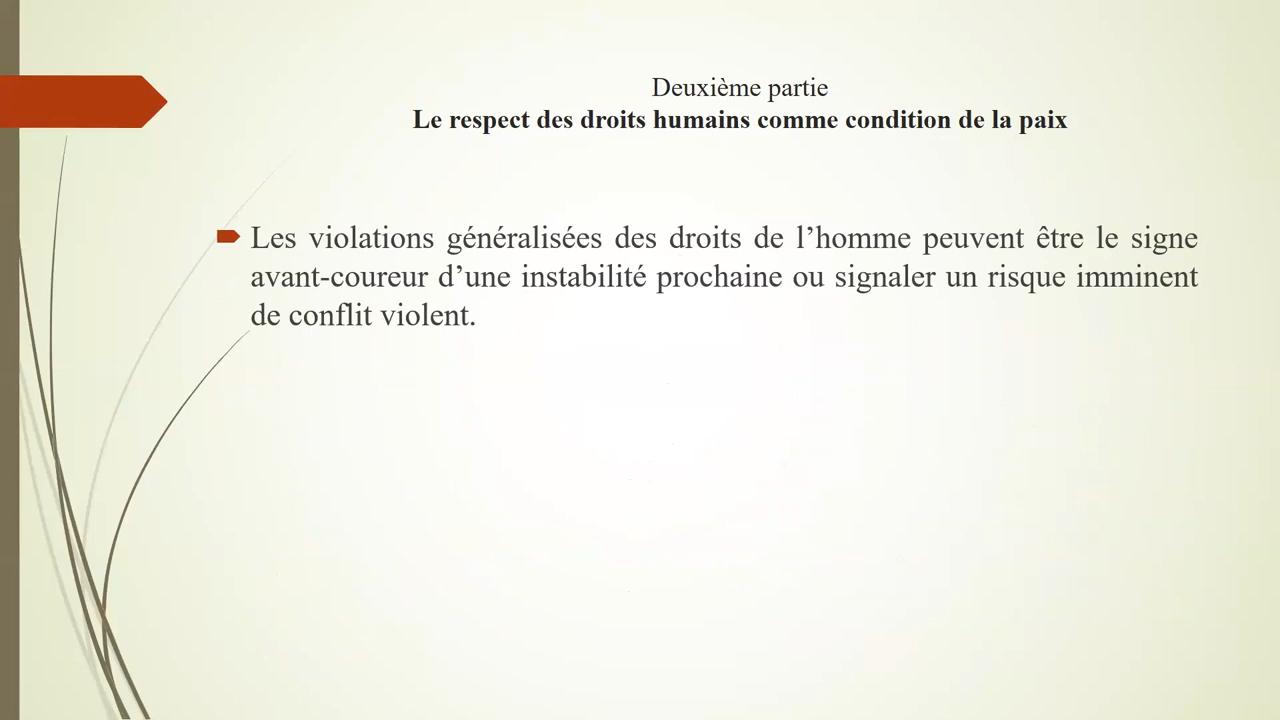 Deuxième partie
Le respect des droits humains comme condition de la paix
Les violations généralisées des droits de l’homme peuvent être le signe
avant-coureur d’une instabilité prochaine ou signaler un risque imminent
de conflit violent.